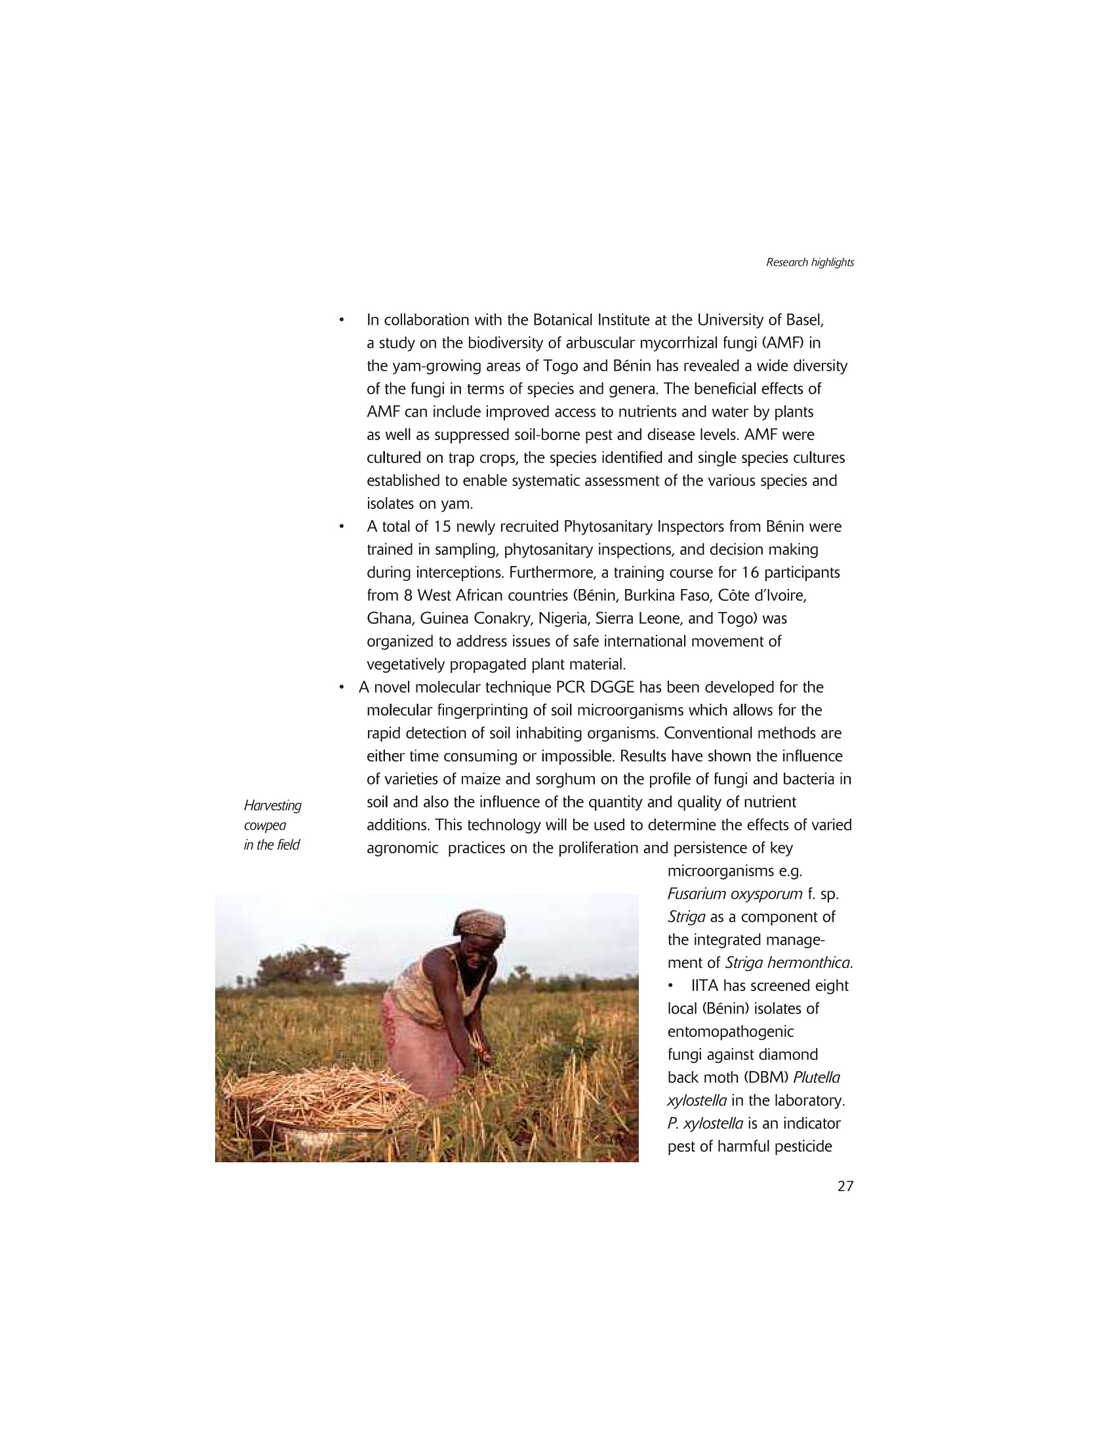 Research highlights
• In collaboration with the Botanical Institute at the University of Basel,
a study on the biodiversity of arbuscular mycorrhizal fungi (AMF) in
the yam-growing areas of Togo and Bénin has revealed a wide diversity
of the fungi in terms of species and genera. The beneficial effects of
AMF can include improved access to nutrients and water by plants
as well as suppressed soil-borne pest and disease levels. AMF were
cultured on trap crops, the species identified and single species cultures
established to enable systematic assessment of the various species and
isolates on yam.
• A total of 15 newly recruited Phytosanitary Inspectors from Bénin were
trained in sampling, phytosanitary inspections, and decision making
during interceptions. Furthermore, a training course for 16 participants
from 8 West African countries (Bénin, Burkina Faso, Côte d’Ivoire,
Ghana, Guinea Conakry, Nigeria, Sierra Leone, and Togo) was
organized to address issues of safe international movement of
vegetatively propagated plant material.
• A novel molecular technique PCR DGGE has been developed for the
molecular fingerprinting of soil microorganisms which allows for the
rapid detection of soil inhabiting organisms. Conventional methods are
either time consuming or impossible. Results have shown the influence
of varieties of maize and sorghum on the profile of fungi and bacteria in
soil and also the influence of the quantity and quality of nutrient
additions. This technology will be used to determine the effects of varied
agronomic practices on the proliferation and persistence of key
microorganisms e.g.
Fusarium oxysporum f. sp.
Striga as a component of
the integrated manage-
ment of Striga hermonthica.
• IITA has screened eight
local (Bénin) isolates of
entomopathogenic
fungi against diamond
back moth (DBM) Plutella
xylostella in the laboratory.
P. xylostella is an indicator
pest of harmful pesticide
Harvesting
cowpea
in the field
27